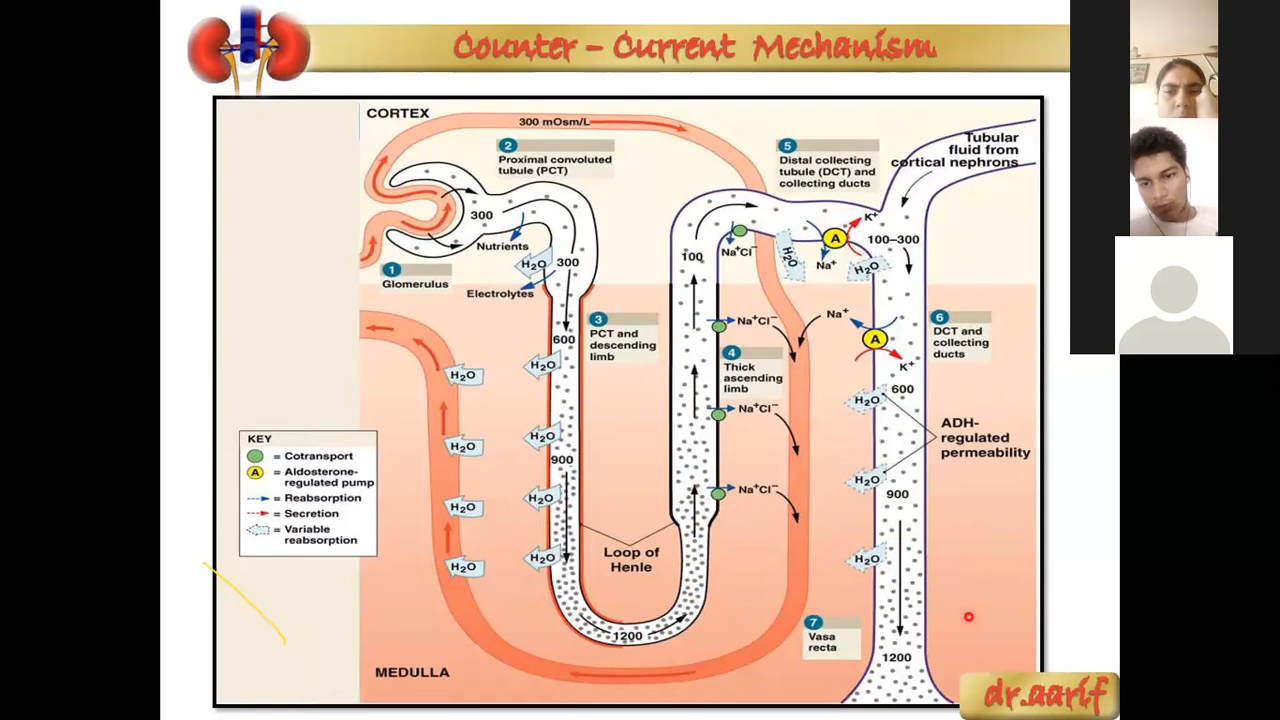 Counter - Current Mechanism
CORTEX
300 mOsm/L
2
Proximal convoluted
tubule (PCT)
5
Distal collecting
tubule (DCT) and
collecting ducts
Tubular
fluid from
cortical nephrons
300
Nutrients
H₂O
300
Electrolytes
1
Glomerulus
100
Na⁺Cl⁻
H₂O
A
K⁺
Na⁺
H₂O
100–300
600
3
PCT and
descending
limb
Na⁺Cl⁻
4
Thick
ascending
limb
Na⁺
A
K⁺
6
DCT and
collecting
ducts
H₂O
H₂O
Na⁺Cl⁻
H₂O
600
ADH-
regulated
permeability
H₂O
H₂O
900
Na⁺Cl⁻
H₂O
900
H₂O
H₂O
Loop of
Henle
H₂O
H₂O
H₂O
1200
7
Vasa
recta
1200
MEDULLA
KEY
= Cotransport
A = Aldosterone-
regulated pump
= Reabsorption
= Secretion
= Variable
reabsorption
dr.aarif